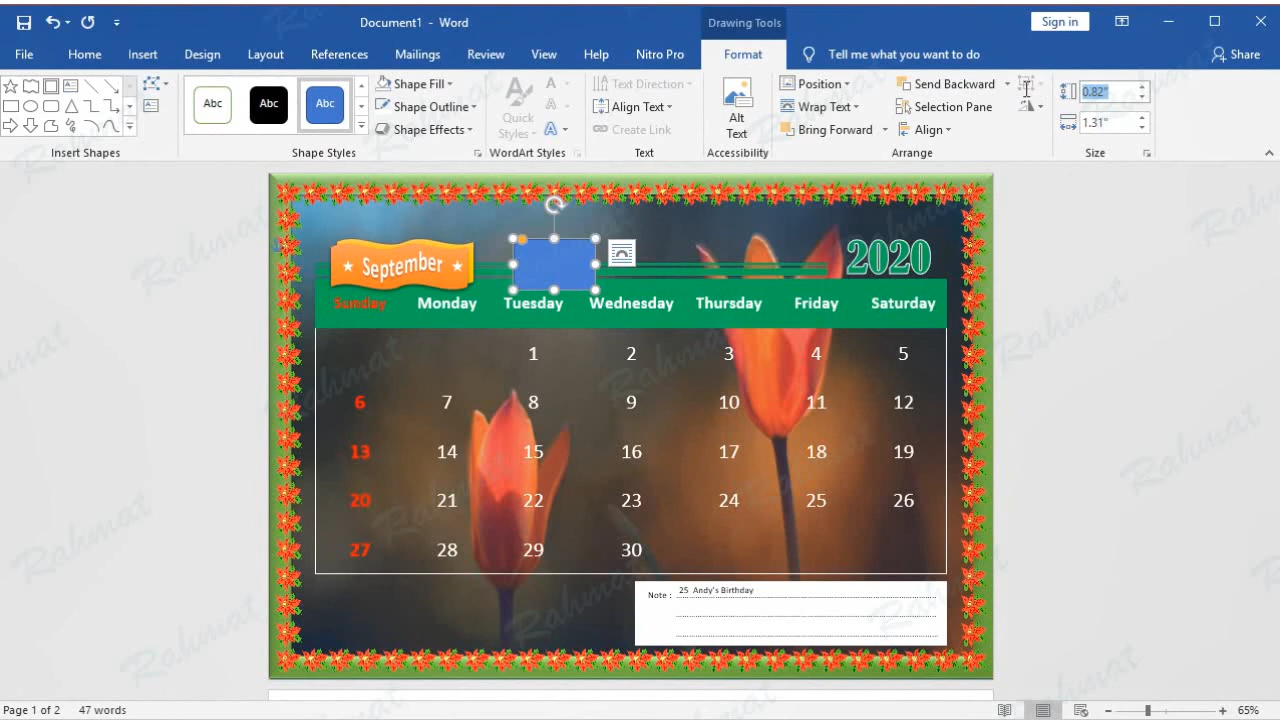 Document1 - Word
Drawing Tools
Sign in
File Home Insert Design Layout References Mailings Review View Help Nitro Pro Format Tell me what you want to do Share
Abc Abc Abc
Shape Fill
Shape Outline
Shape Effects
Quick
Styles
Text Direction
Align Text
Create Link
Alt
Text
Position
Wrap Text
Bring Forward
Send Backward
Selection Pane
Align
0.82"
1.31"
Insert Shapes Shape Styles WordArt Styles Text Accessibility Arrange Size
September
2020
Sunday Monday Tuesday Wednesday Thursday Friday Saturday
1 2 3 4 5
6 7 8 9 10 11 12
13 14 15 16 17 18 19
20 21 22 23 24 25 26
27 28 29 30
Note : 25 Andy's Birthday
Page 1 of 2 47 words 65%
Rahmat